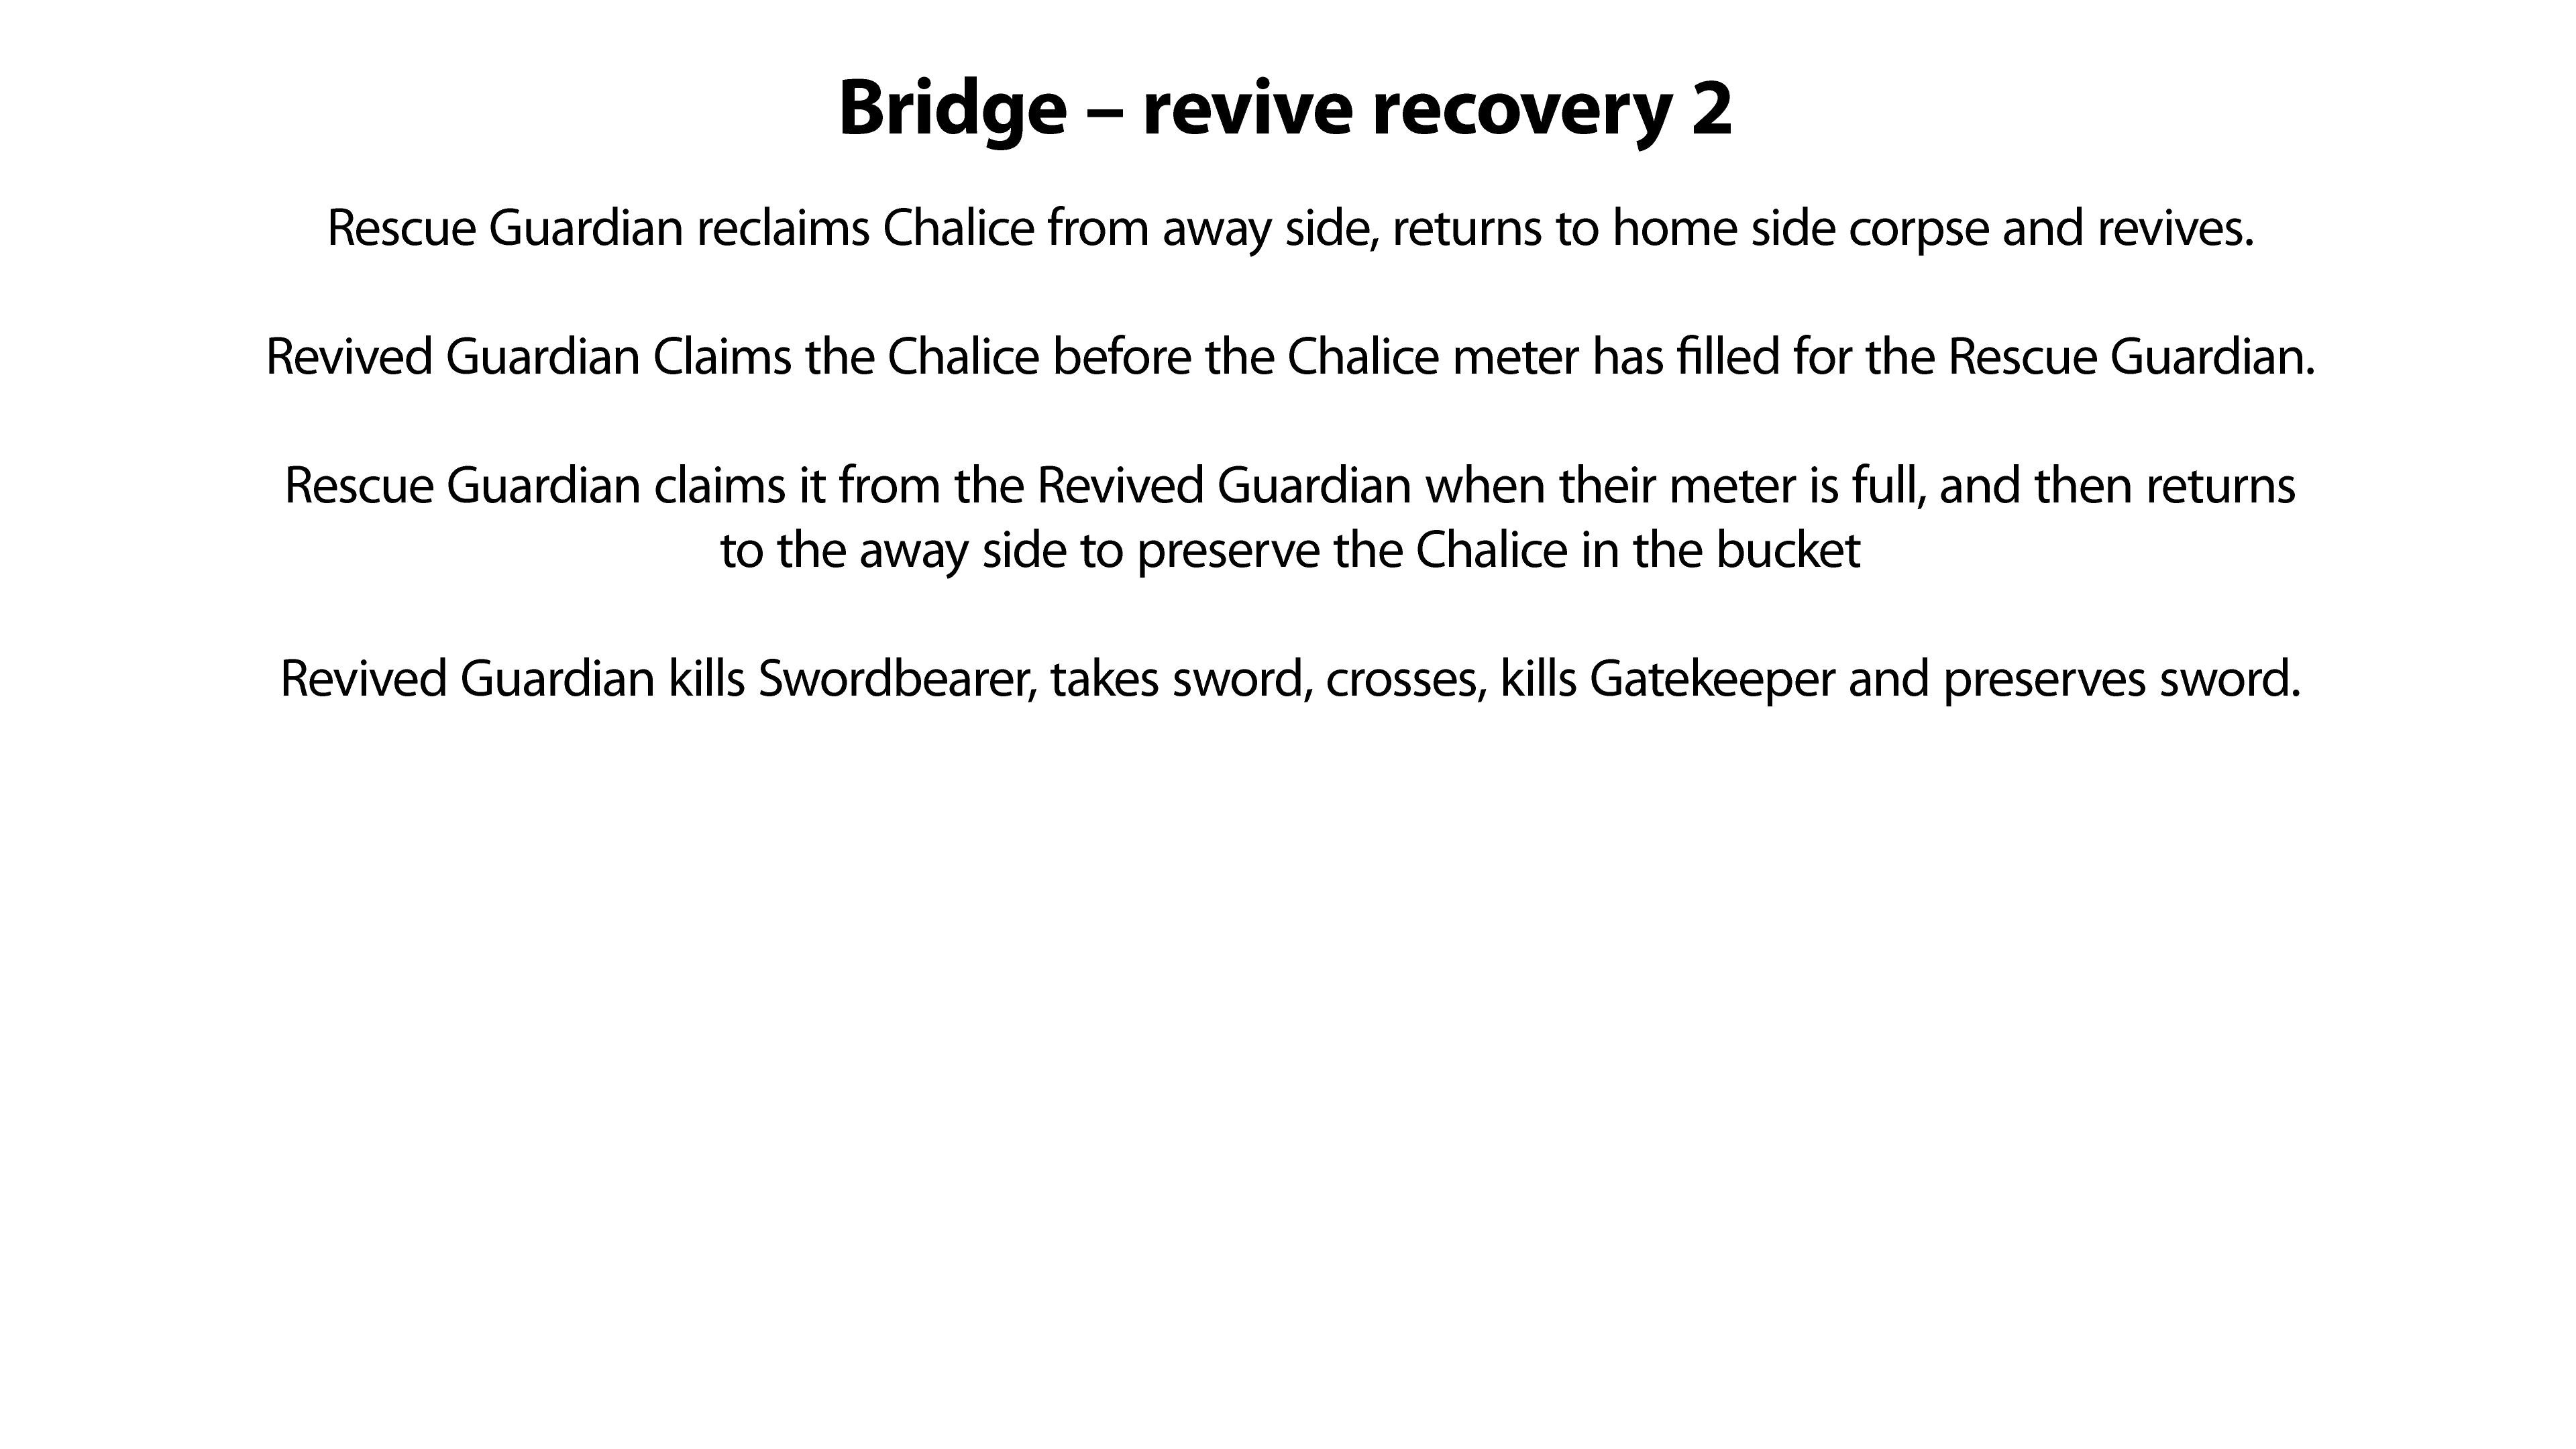 Bridge – revive recovery 2
Rescue Guardian reclaims Chalice from away side, returns to home side corpse and revives.
Revived Guardian Claims the Chalice before the Chalice meter has filled for the Rescue Guardian.
Rescue Guardian claims it from the Revived Guardian when their meter is full, and then returns
to the away side to preserve the Chalice in the bucket
Revived Guardian kills Swordbearer, takes sword, crosses, kills Gatekeeper and preserves sword.